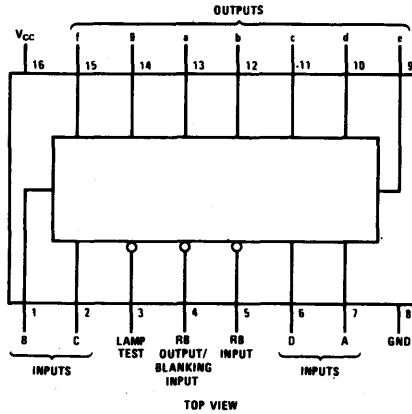 OUTPUTS
VCC f g a b c d e
16 15 14 13 12 11 10 9
1 2 3 4 5 6 7 8
B C LAMP TEST RB OUTPUT/ BLANKING INPUT RB INPUT D A GND
INPUTS INPUTS
TOP VIEW